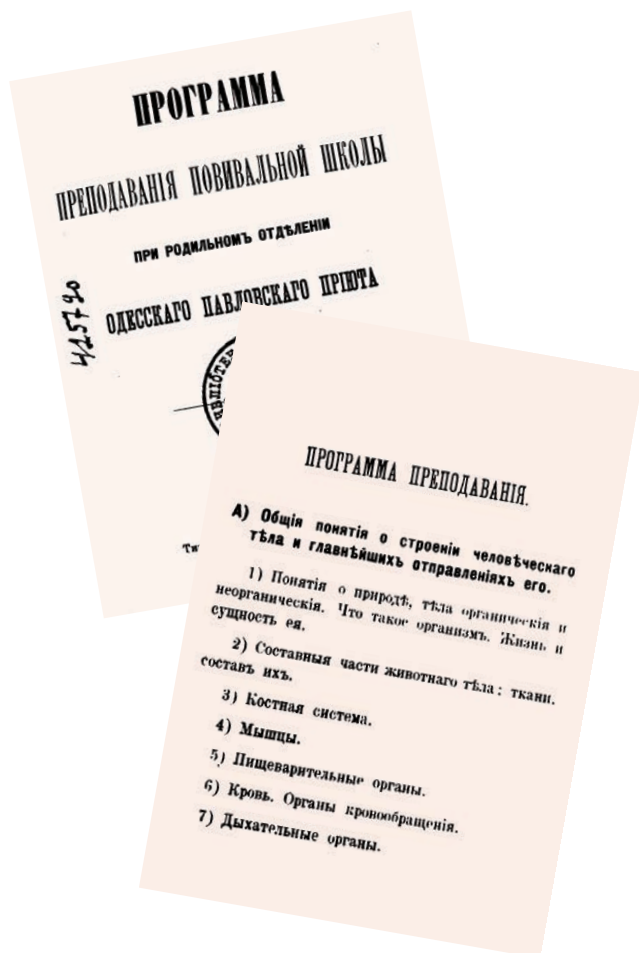 ПРОГРАММА
ПРЕПОДАВАНІЯ ПОВИВАЛЬНОЙ ШКОЛЫ
ПРИ РОДИЛЬНОМЪ ОТДѢЛЕНІИ
ОДЕССКАГО ПАВЛОВСКАГО ПРІЮТА
425790
ПРОГРАММА ПРЕПОДАВАНІЯ.
А) Общія понятія о строеніи человѣческаго
тѣла и главнѣйшихъ отправленіяхъ его.
1) Понятія о природѣ, тѣла органическія и
неорганическія. Что такое организмъ. Жизнь и
сущность ея.
2) Составныя части животнаго тѣла: ткани.
составъ ихъ.
3) Костная система.
4) Мышцы.
5) Пищеварительные органы.
6) Кровь. Органы кровообращенія.
7) Дыхательные органы.